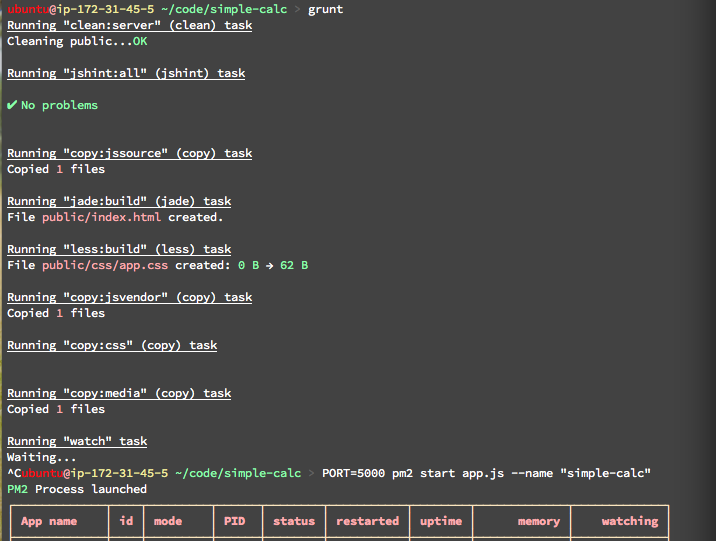 ubuntu@ip-172-31-45-5 ~/code/simple-calc > grunt
Running "clean:server" (clean) task
Cleaning public...OK
Running "jshint:all" (jshint) task
✔ No problems
Running "copy:jssource" (copy) task
Copied 1 files
Running "jade:build" (jade) task
File public/index.html created.
Running "less:build" (less) task
File public/css/app.css created: 0 B → 62 B
Running "copy:jsvendor" (copy) task
Copied 1 files
Running "copy:css" (copy) task
Running "copy:media" (copy) task
Copied 1 files
Running "watch" task
Waiting...
^Cubuntu@ip-172-31-45-5 ~/code/simple-calc > PORT=5000 pm2 start app.js --name "simple-calc"
PM2 Process launched
App name id mode PID status restarted uptime memory watching